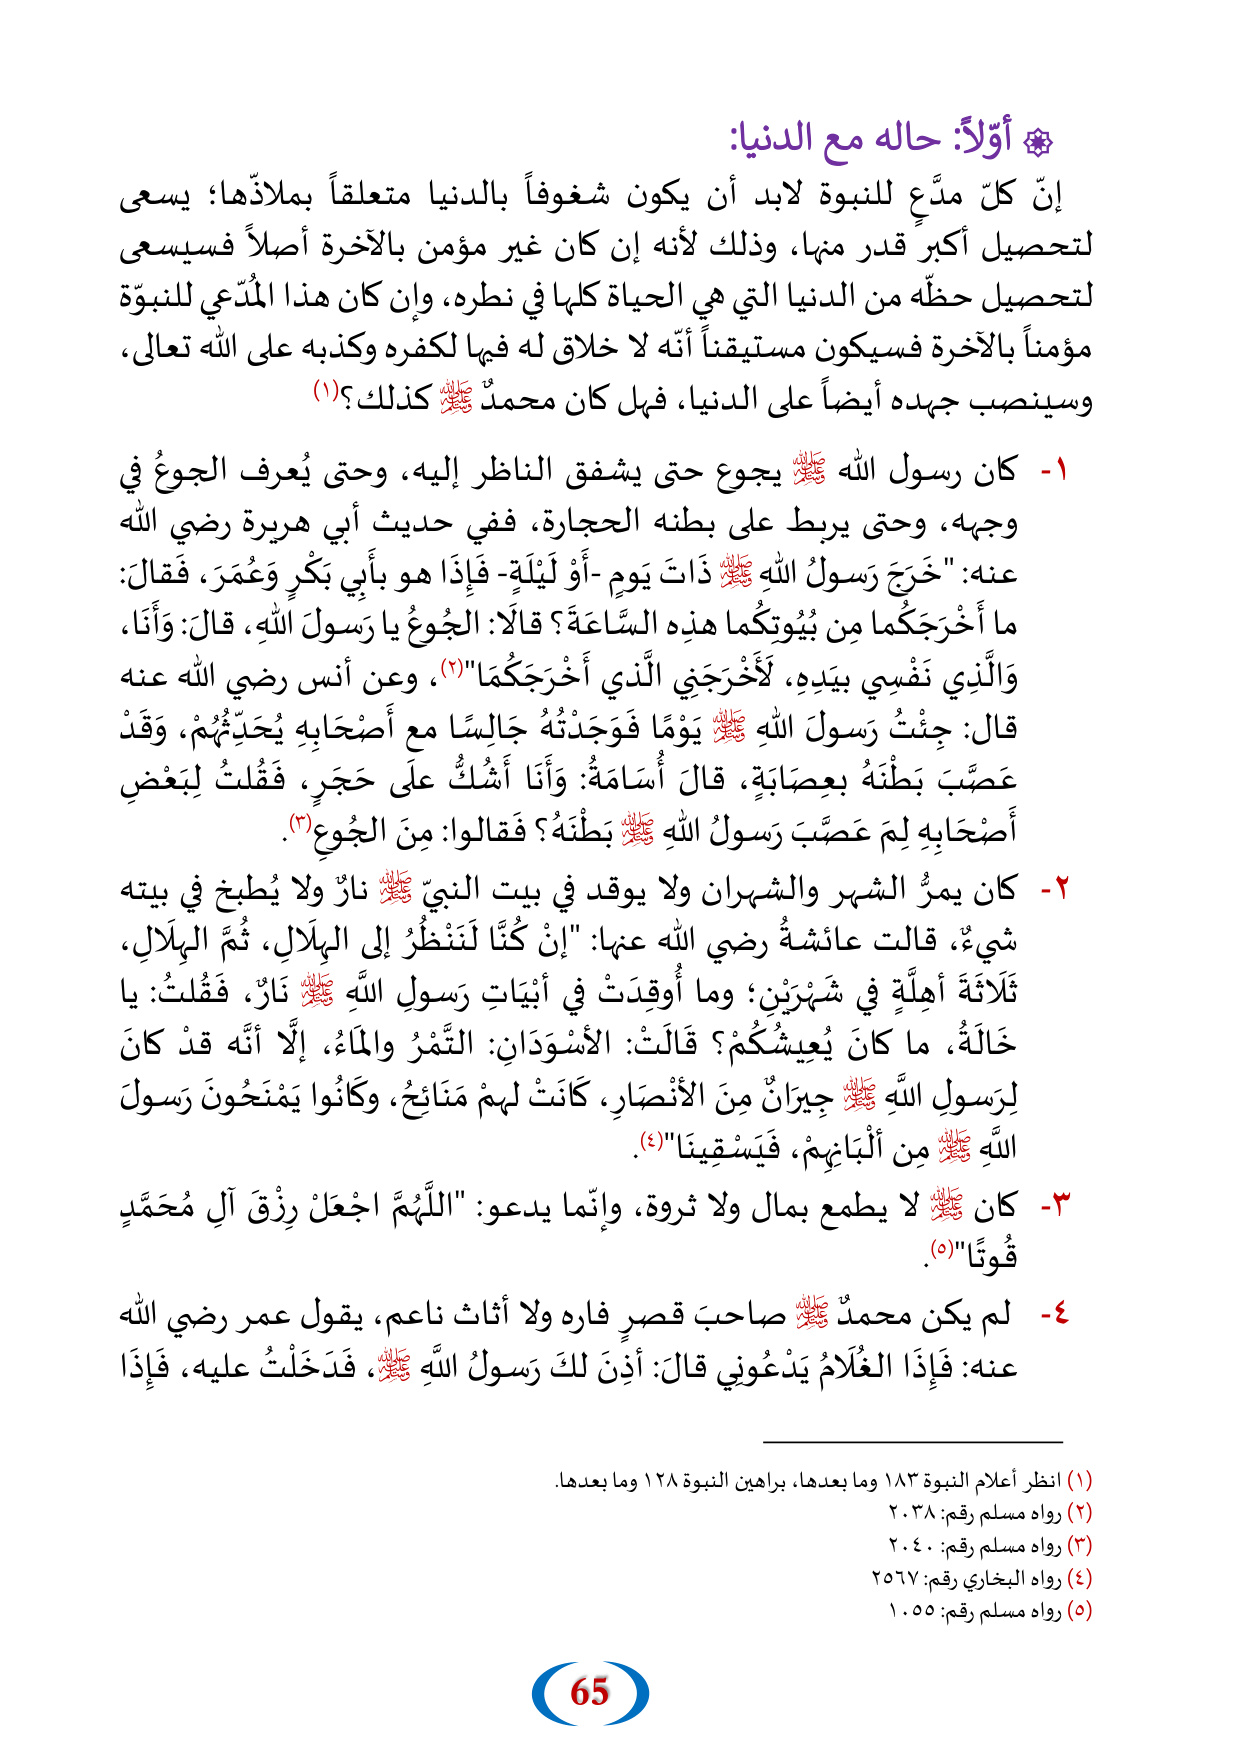 ۞ أوّلاً: حاله مع الدنيا:
إنّ كلّ مدَّعٍ للنبوة لابد أن يكون شغوفاً بالدنيا متعلقاً بملاذّها؛ يسعى
لتحصيل أكبر قدر منها، وذلك لأنه إن كان غير مؤمن بالآخرة أصلاً فسيسعى
لتحصيل حظّه من الدنيا التي هي الحياة كلها في نطره، وإن كان هذا المُدّعي للنبوّة
مؤمناً بالآخرة فسيكون مستيقناً أنّه لا خلاق له فيها لكفره وكذبه على الله تعالى،
وسينصب جهده أيضاً على الدنيا، فهل كان محمدٌ ﷺ كذلك؟(١)
١- كان رسول الله ﷺ يجوع حتى يشفق الناظر إليه، وحتى يُعرف الجوعُ في
وجهه، وحتى يربط على بطنه الحجارة، ففي حديث أبي هريرة رضي الله
عنه: "خَرَجَ رَسولُ اللهِ ﷺ ذَاتَ يَومٍ -أَوْ لَيْلَةٍ- فَإِذَا هو بأَبِي بَكْرٍ وَعُمَرَ، فَقالَ:
ما أَخْرَجَكُما مِن بُيُوتِكُما هذِه السَّاعَةَ؟ قالَا: الجُوعُ يا رَسولَ اللهِ، قالَ: وَأَنَا،
وَالَّذِي نَفْسِي بيَدِهِ، لَأَخْرَجَنِي الَّذي أَخْرَجَكُمَا"(٢)، وعن أنس رضي الله عنه
قال: جِئْتُ رَسولَ اللهِ ﷺ يَوْمًا فَوَجَدْتُهُ جَالِسًا مع أَصْحَابِهِ يُحَدِّثُهُمْ، وَقَدْ
عَصَّبَ بَطْنَهُ بعِصَابَةٍ، قالَ أُسَامَةُ: وَأَنَا أَشُكُّ علَى حَجَرٍ، فَقُلتُ لِبَعْضِ
أَصْحَابِهِ لِمَ عَصَّبَ رَسولُ اللهِ ﷺ بَطْنَهُ؟ فَقالوا: مِنَ الجُوعِ(٣).
٢- كان يمرُّ الشهر والشهران ولا يوقد في بيت النبيّ ﷺ نارٌ ولا يُطبخ في بيته
شيءٌ، قالت عائشةُ رضي الله عنها: "إنْ كُنَّا لَنَنْظُرُ إلى الهِلَالِ، ثُمَّ الهِلَالِ،
ثَلَاثَةَ أهِلَّةٍ في شَهْرَيْنِ؛ وما أُوقِدَتْ في أبْيَاتِ رَسولِ اللَّهِ ﷺ نَارٌ، فَقُلتُ: يا
خَالَةُ، ما كانَ يُعِيشُكُمْ؟ قَالَتْ: الأسْوَدَانِ: التَّمْرُ والمَاءُ، إلَّا أنَّه قدْ كانَ
لِرَسولِ اللَّهِ ﷺ جِيرَانٌ مِنَ الأنْصَارِ، كَانَتْ لهمْ مَنَائِحُ، وكَانُوا يَمْنَحُونَ رَسولَ
اللَّهِ ﷺ مِن ألْبَانِهِمْ، فَيَسْقِينَا"(٤).
٣- كان ﷺ لا يطمع بمال ولا ثروة، وإنّما يدعو: "اللَّهُمَّ اجْعَلْ رِزْقَ آلِ مُحَمَّدٍ
قُوتًا"(٥).
٤- لم يكن محمدٌ ﷺ صاحبَ قصرٍ فاره ولا أثاث ناعم، يقول عمر رضي الله
عنه: فَإِذَا الغُلَامُ يَدْعُونِي قالَ: أذِنَ لكَ رَسولُ اللَّهِ ﷺ، فَدَخَلْتُ عليه، فَإِذَا
(١) انظر أعلام النبوة ١٨٣ وما بعدها، براهين النبوة ١٢٨ وما بعدها.
(٢) رواه مسلم رقم: ٢٠٣٨
(٣) رواه مسلم رقم: ٢٠٤٠
(٤) رواه البخاري رقم: ٢٥٦٧
(٥) رواه مسلم رقم: ١٠٥٥
65